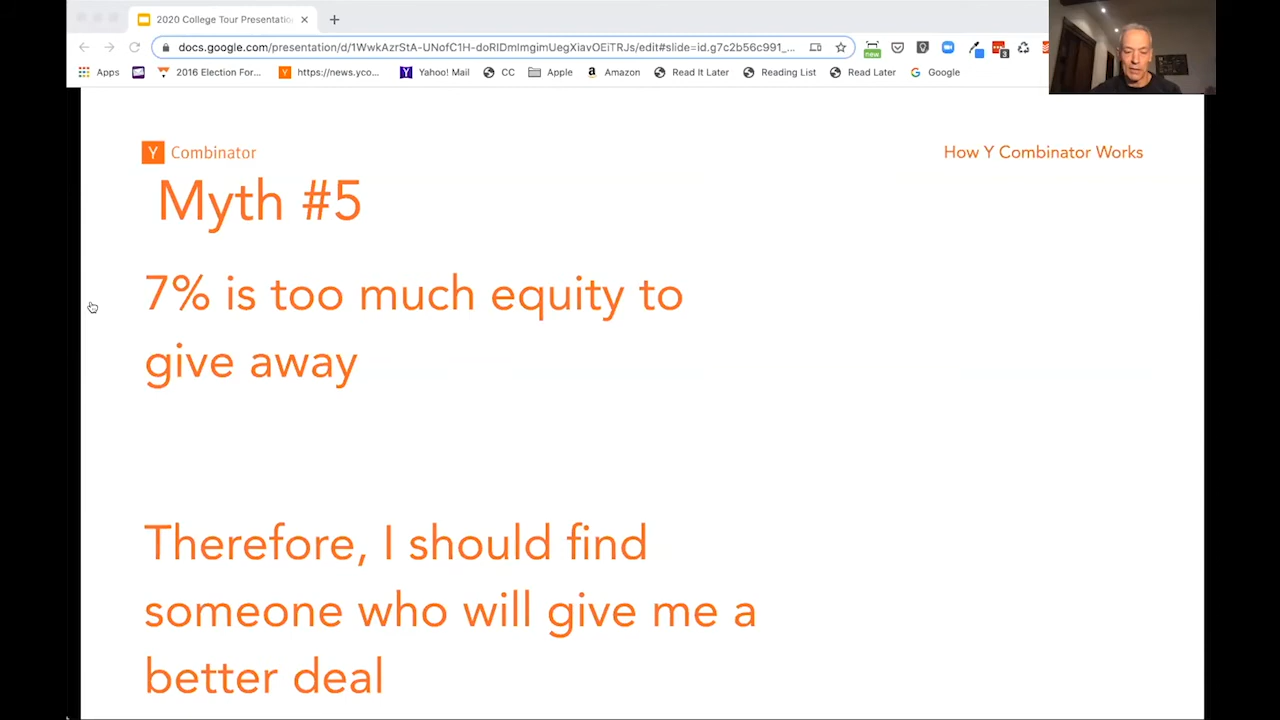 2020 College Tour Presentatio
docs.google.com/presentation/d/1WwkAzrStA-UNofC1H-doRIDmImgimUegXiavOEiTRJs/edit#slide=id.g7c2b56c991_...
new
3
Apps
2016 Election For...
https://news.yco...
Yahoo! Mail
CC
Apple
Amazon
Read It Later
Reading List
Read Later
Google
Y Combinator
How Y Combinator Works
Myth #5
7% is too much equity to
give away
Therefore, I should find
someone who will give me a
better deal